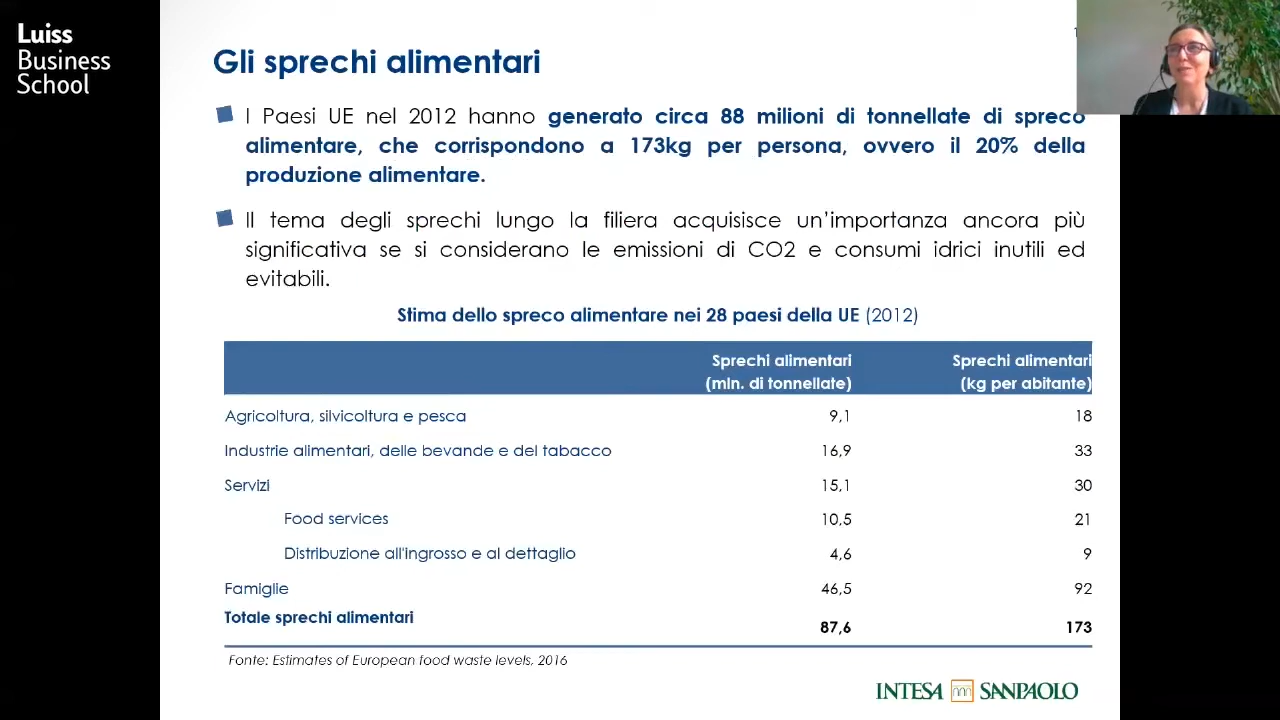 Luiss
Business
School
Gli sprechi alimentari
I Paesi UE nel 2012 hanno generato circa 88 milioni di tonnellate di spreco
alimentare, che corrispondono a 173kg per persona, ovvero il 20% della
produzione alimentare.
Il tema degli sprechi lungo la filiera acquisisce un'importanza ancora più
significativa se si considerano le emissioni di CO2 e consumi idrici inutili ed
evitabili.
Stima dello spreco alimentare nei 28 paesi della UE (2012)
Sprechi alimentari (mln. di tonnellate) Sprechi alimentari (kg per abitante)
Agricoltura, silvicoltura e pesca 9,1 18
Industrie alimentari, delle bevande e del tabacco 16,9 33
Servizi 15,1 30
Food services 10,5 21
Distribuzione all'ingrosso e al dettaglio 4,6 9
Famiglie 46,5 92
Totale sprechi alimentari 87,6 173
Fonte: Estimates of European food waste levels, 2016
INTESA SANPAOLO